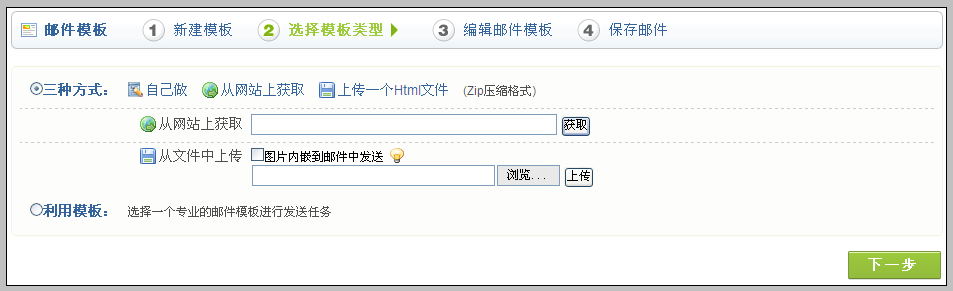 邮件模板 1 新建模板 2 选择模板类型 3 编辑邮件模板 4 保存邮件
三种方式: 自己做 从网站上获取 上传一个Html文件 (Zip压缩格式)
从网站上获取 获取
从文件中上传 图片内嵌到邮件中发送
浏览... 上传
利用模板: 选择一个专业的邮件模板进行发送任务
下一步